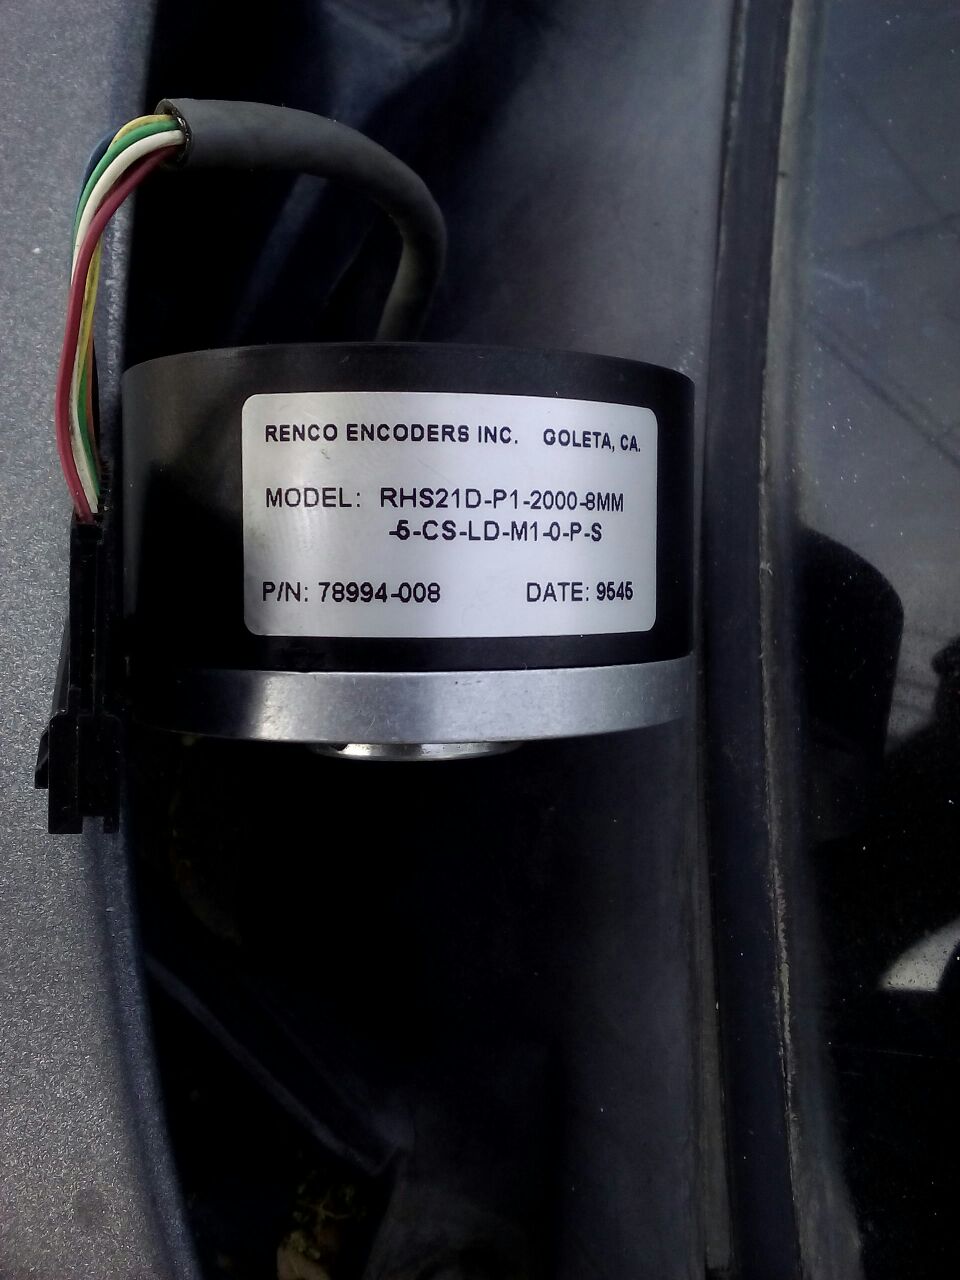 RENCO ENCODERS INC. GOLETA, CA.
MODEL: RHS21D-P1-2000-8MM
-5-CS-LD-M1-0-P-S
P/N: 78994-008 DATE: 9545